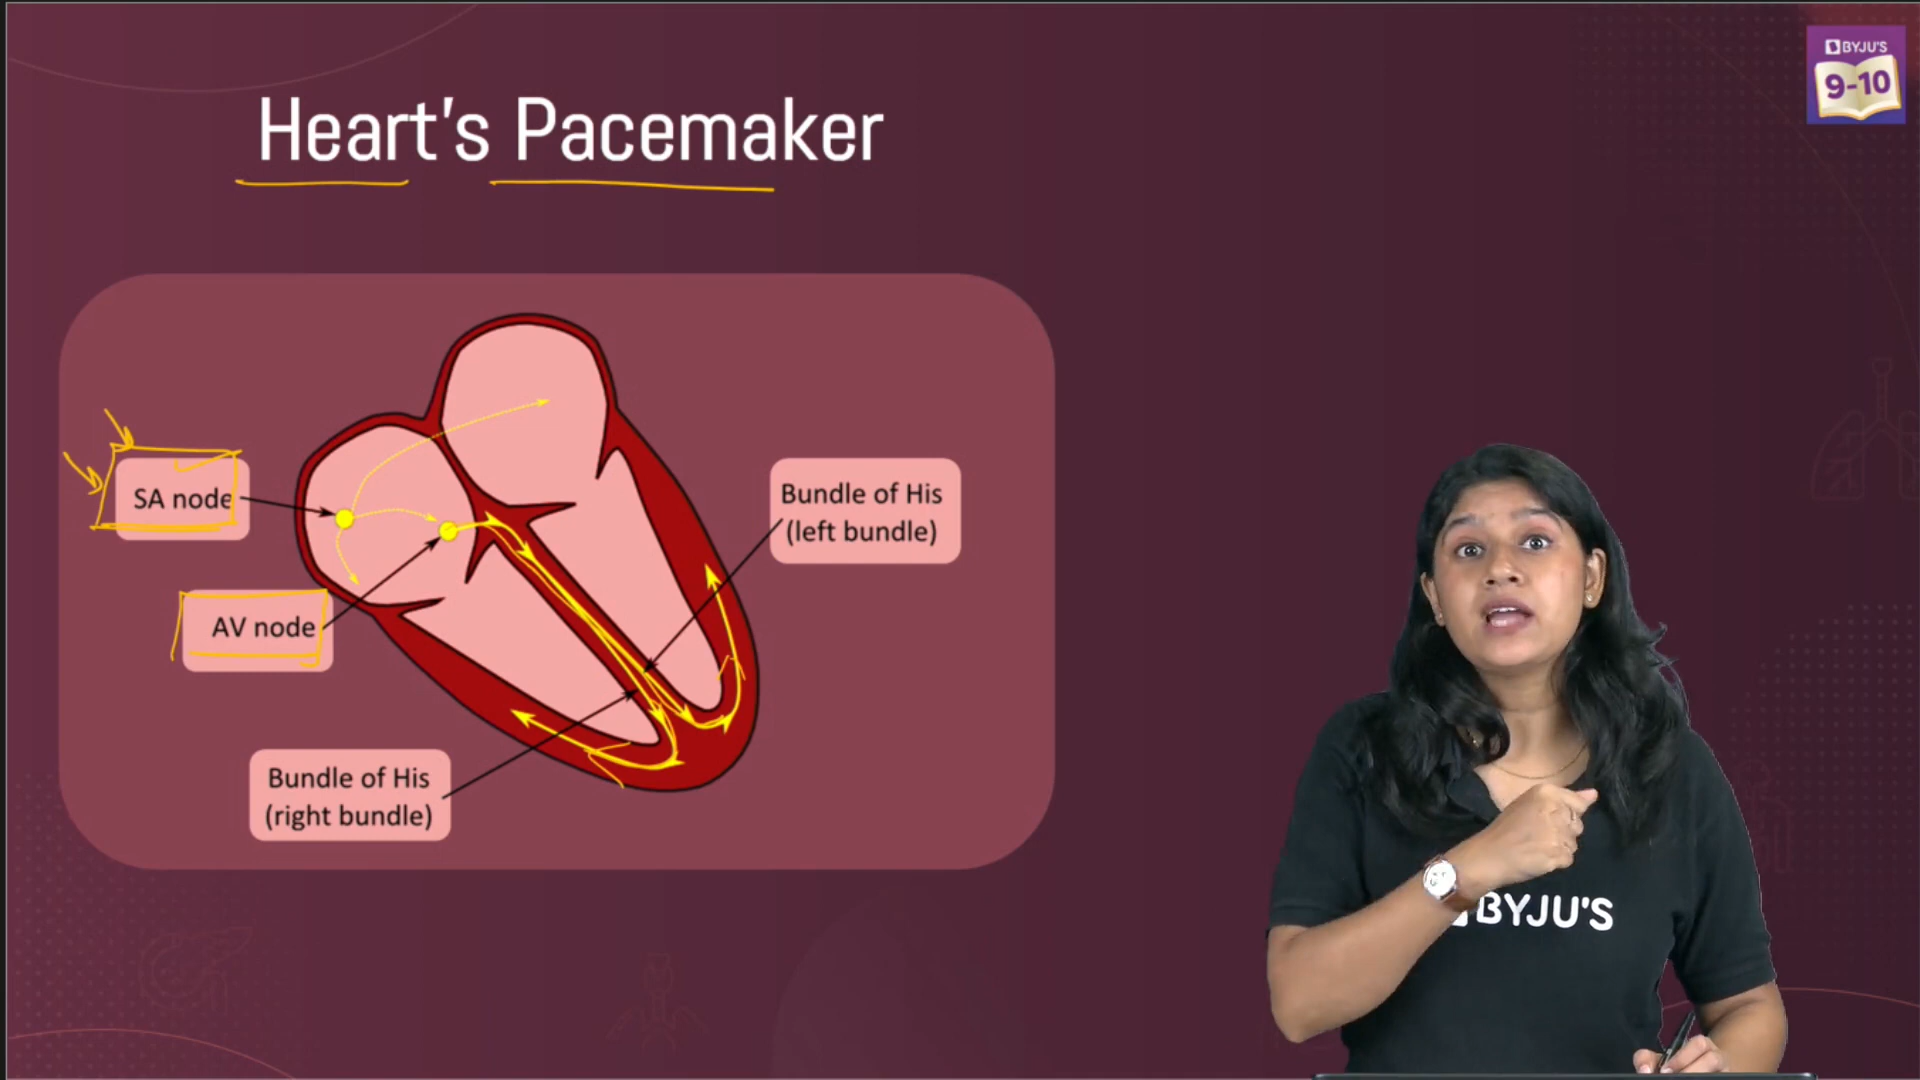 Heart's Pacemaker
BYJU'S
9-10
SA node
AV node
Bundle of His
(left bundle)
Bundle of His
(right bundle)
BYJU'S